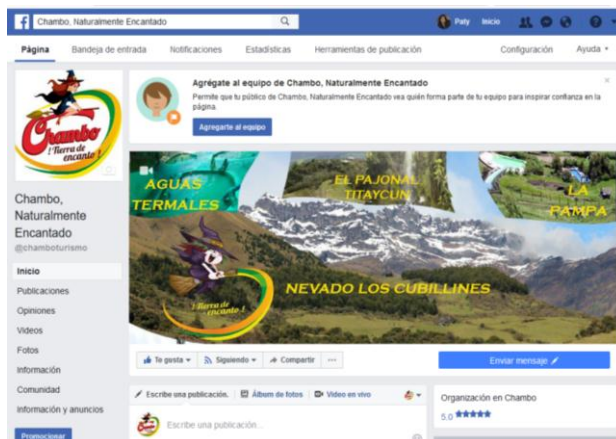 Chambo, Naturalmente Encantado
Paty Inicio
Página Bandeja de entrada Notificaciones Estadísticas Herramientas de publicación Configuración Ayuda
Chambo
! Tierra de
encanto !
Agrégate al equipo de Chambo, Naturalmente Encantado
Permite que tu público de Chambo, Naturalmente Encantado vea quién forma parte de tu equipo para inspirar confianza en la
página.
Agregarte al equipo
AGUAS
TERMALES
EL PAJONAL
TITAYCUN
LA
PAMPA
NEVADO LOS CUBILLINES
! Tierra de
encanto !
Chambo,
Naturalmente
Encantado
@chamboturismo
Inicio
Publicaciones
Opiniones
Videos
Fotos
Información
Comunidad
Información y anuncios
Promocionar
Te gusta Siguiendo Compartir ...
Enviar mensaje
Escribe una publicación. Álbum de fotos Video en vivo
Escribe una publicación...
Organización en Chambo
5.0 ★★★★★